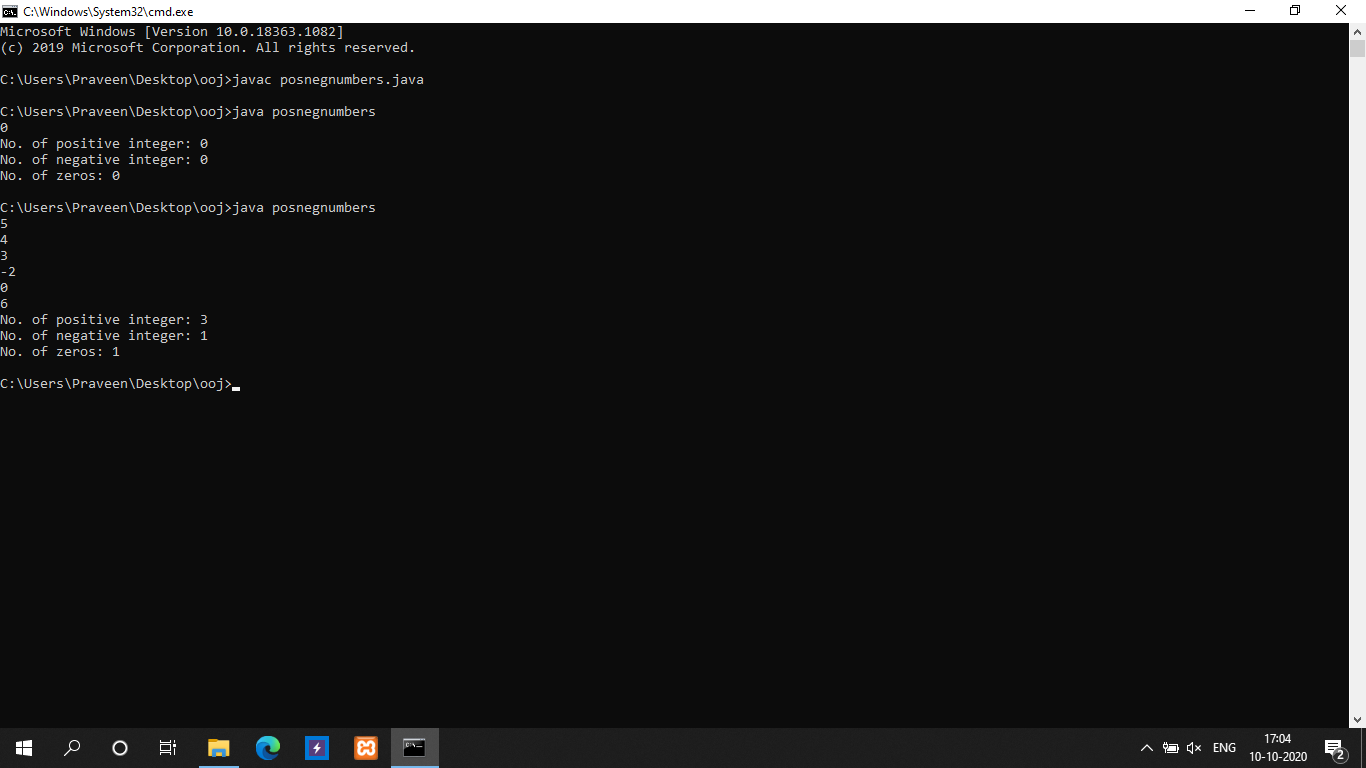 C:\Windows\System32\cmd.exe
Microsoft Windows [Version 10.0.18363.1082]
(c) 2019 Microsoft Corporation. All rights reserved.
C:\Users\Praveen\Desktop\ooj>javac posnegnumbers.java
C:\Users\Praveen\Desktop\ooj>java posnegnumbers
0
No. of positive integer: 0
No. of negative integer: 0
No. of zeros: 0
C:\Users\Praveen\Desktop\ooj>java posnegnumbers
5
4
3
-2
0
6
No. of positive integer: 3
No. of negative integer: 1
No. of zeros: 1
C:\Users\Praveen\Desktop\ooj>
ENG
17:04
10-10-2020
2